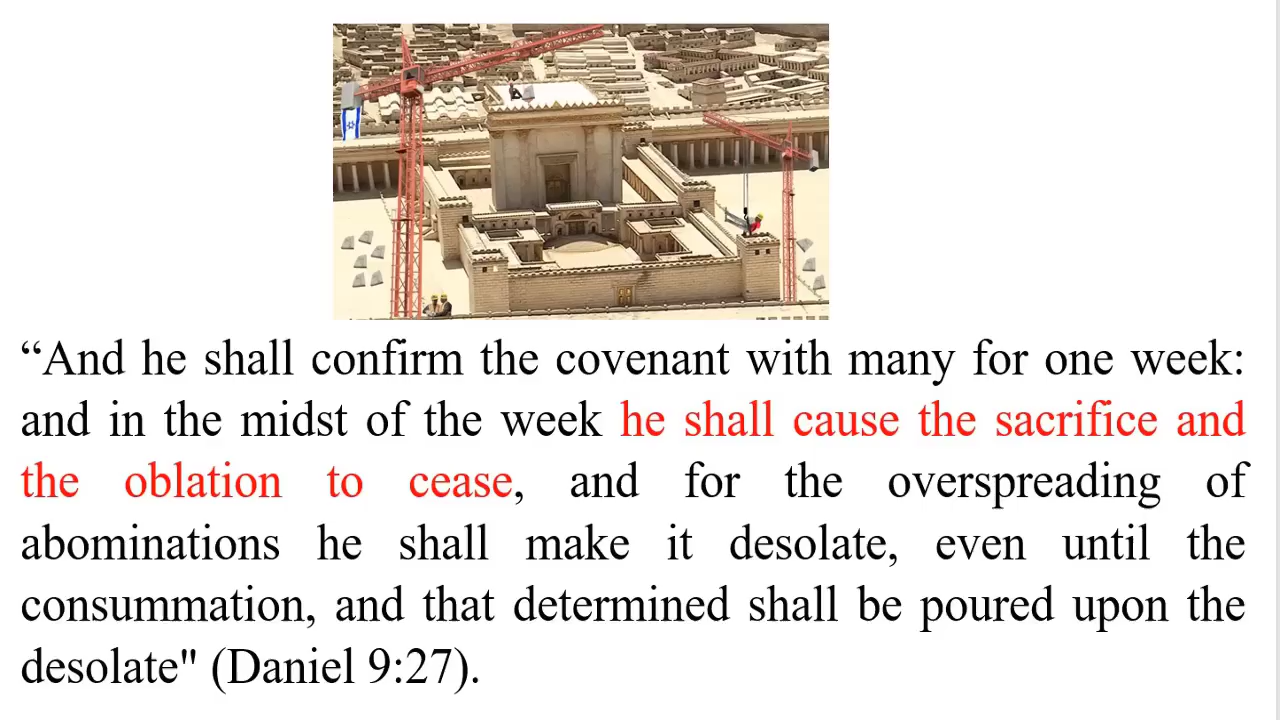 “And he shall confirm the covenant with many for one week:
and in the midst of the week he shall cause the sacrifice and
the oblation to cease, and for the overspreading of
abominations he shall make it desolate, even until the
consummation, and that determined shall be poured upon the
desolate" (Daniel 9:27).